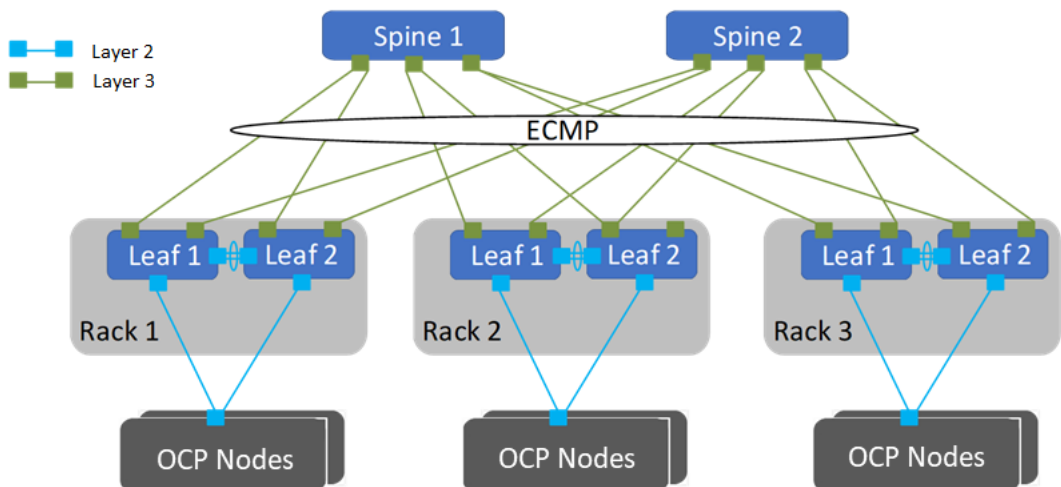 Spine 1
Spine 2
Layer 2
Layer 3
ECMP
Leaf 1
Leaf 2
Leaf 1
Leaf 2
Leaf 1
Leaf 2
Rack 1
Rack 2
Rack 3
OCP Nodes
OCP Nodes
OCP Nodes